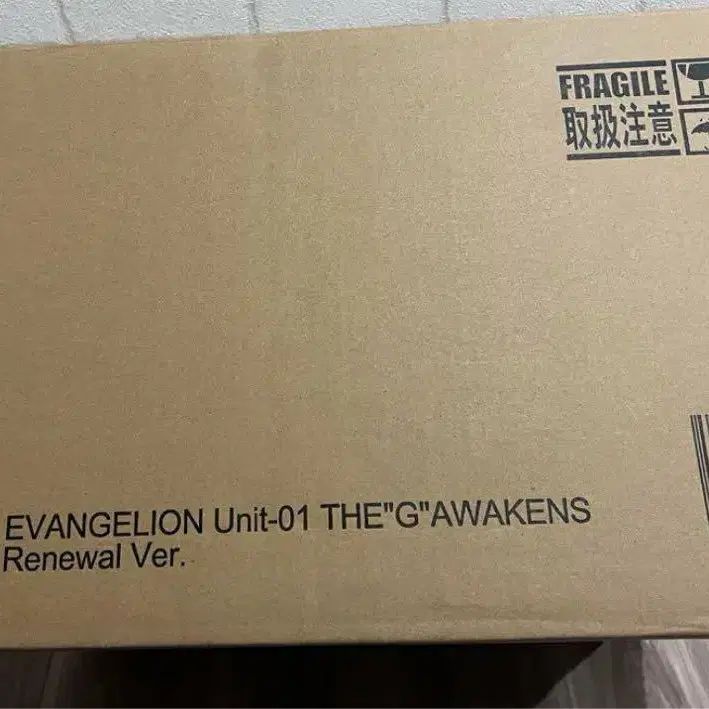 FRAGILE
取扱注意
EVANGELION Unit-01 THE"G"AWAKENS
Renewal Ver.